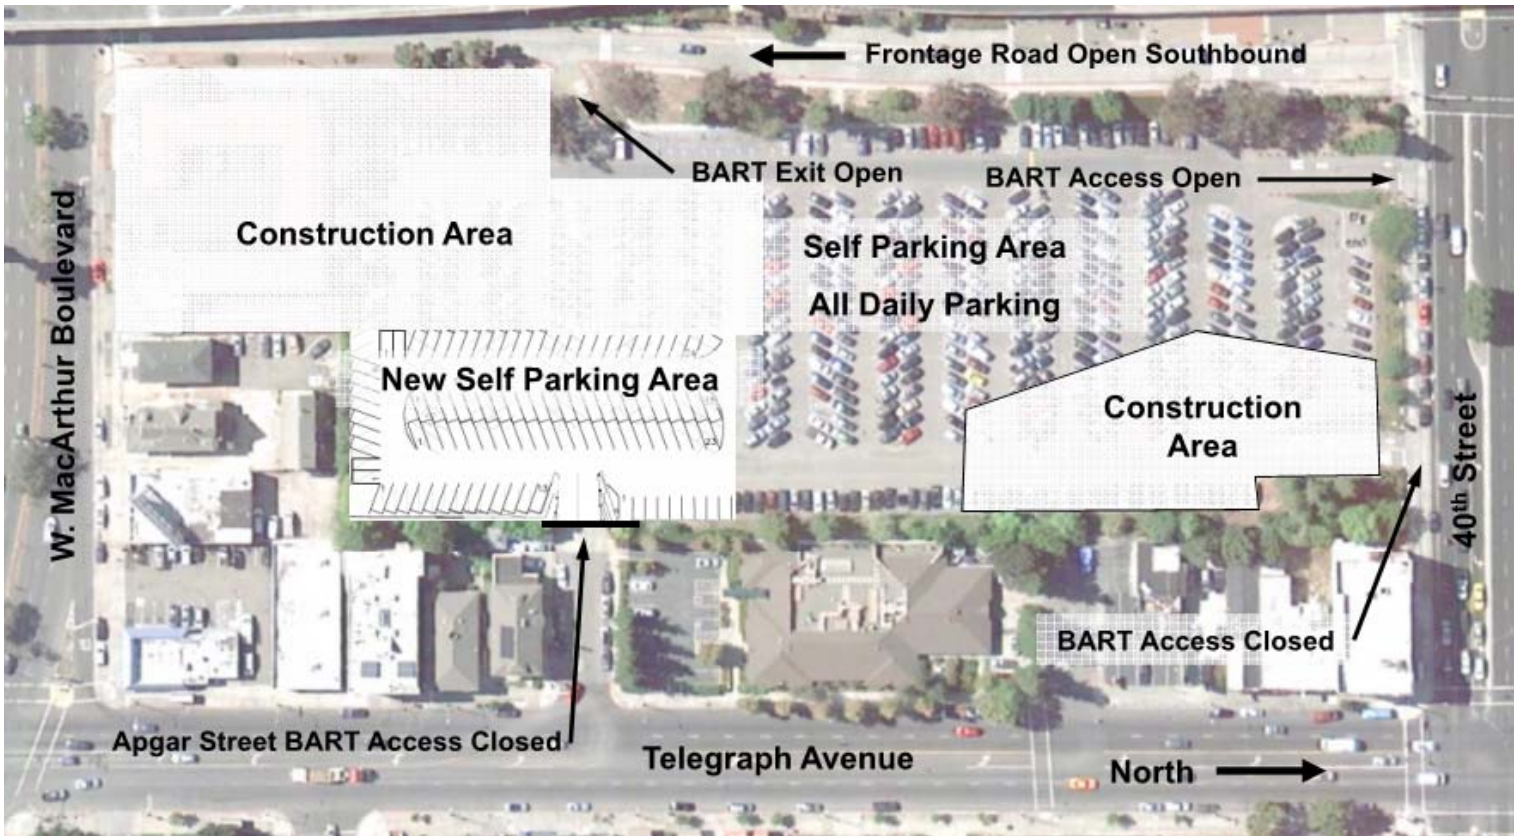 Frontage Road Open Southbound
BART Exit Open
BART Access Open
Construction Area
Self Parking Area
All Daily Parking
W. MacArthur Boulevard
New Self Parking Area
1
23
Construction
Area
40th Street
BART Access Closed
Apgar Street BART Access Closed
Telegraph Avenue
North